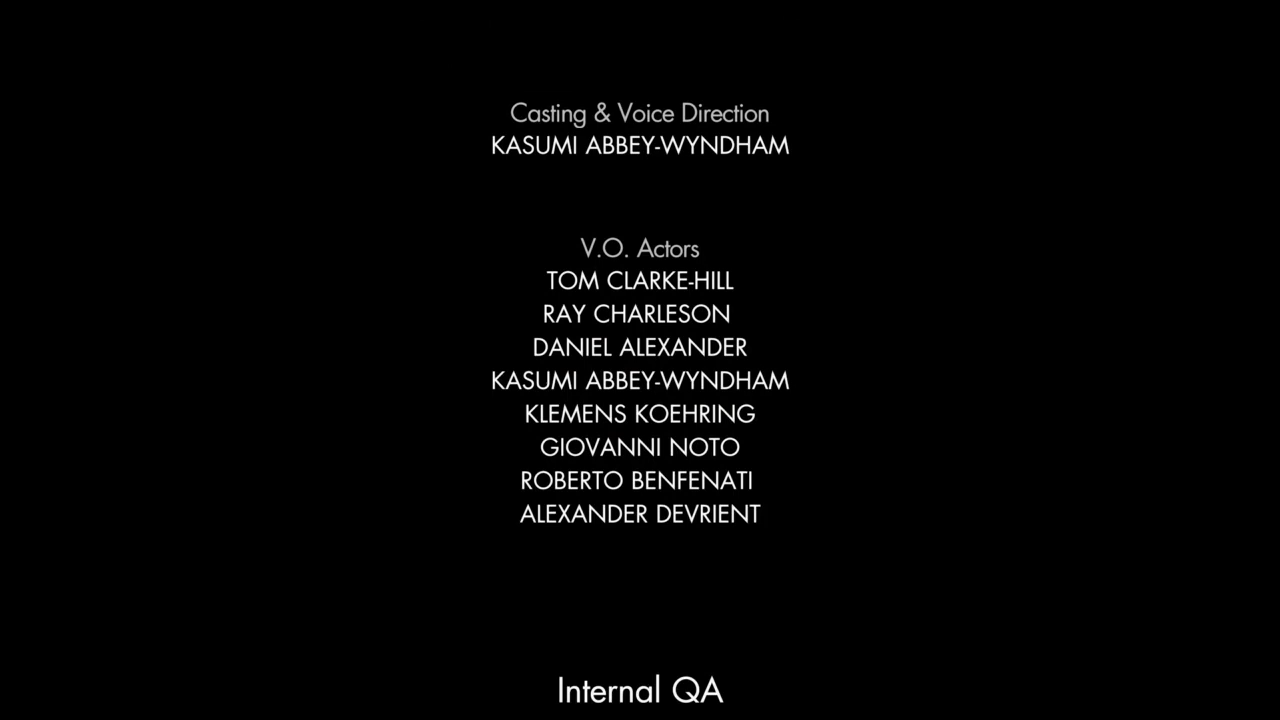 Casting & Voice Direction
KASUMI ABBEY-WYNDHAM
V.O. Actors
TOM CLARKE-HILL
RAY CHARLESON
DANIEL ALEXANDER
KASUMI ABBEY-WYNDHAM
KLEMENS KOEHRING
GIOVANNI NOTO
ROBERTO BENFENATI
ALEXANDER DEVRIENT
Internal QA